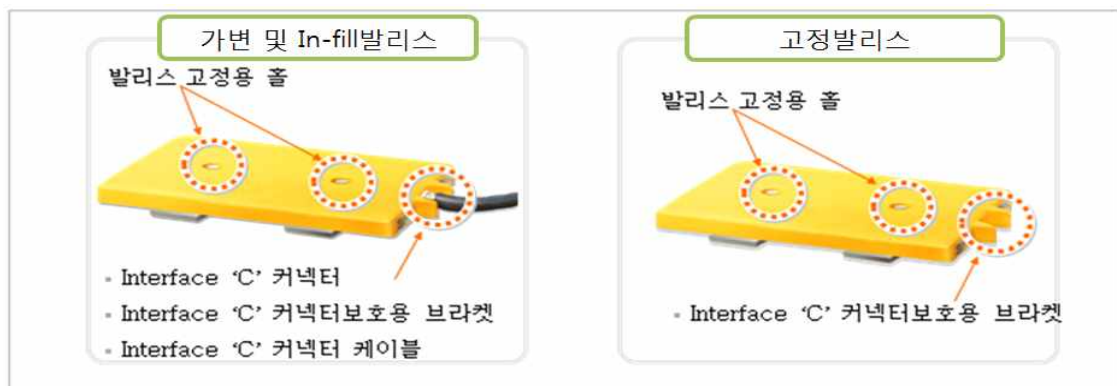 가변 및 In-fill발리스
발리스 고정용 홀
Interface ‘C’ 커넥터
Interface ‘C’ 커넥터보호용 브라켓
Interface ‘C’ 커넥터 케이블
고정발리스
발리스 고정용 홀
Interface ‘C’ 커넥터보호용 브라켓